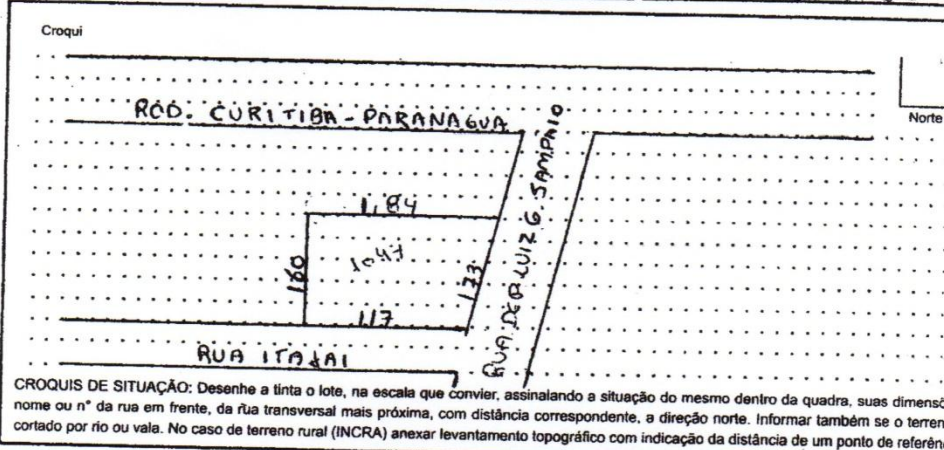 Croqui
Norte
ROD. CURITIBA - PARANAGUA
RUA DEP. LUIZ G. SAMPAIO
1,84
1047
160
173
117
RUA ITAJAI
CROQUIS DE SITUAÇÃO: Desenhe a tinta o lote, na escala que convier, assinalando a situação do mesmo dentro da quadra, suas dimensõ
nome ou n° da rua em frente, da rua transversal mais próxima, com distância correspondente, a direção norte. Informar também se o terren
cortado por rio ou vala. No caso de terreno rural (INCRA) anexar levantamento topográfico com indicação da distância de um ponto de referên